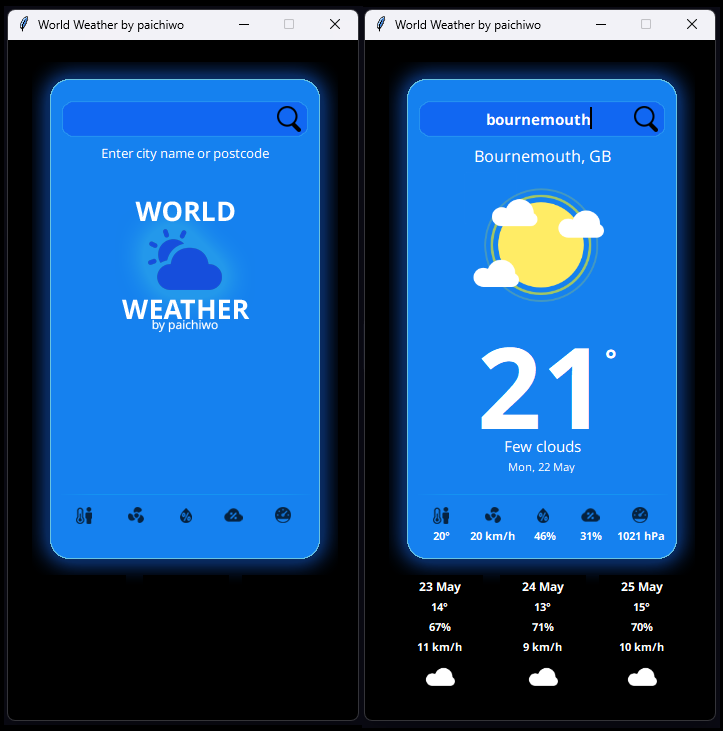 World Weather by paichiwo
Enter city name or postcode
WORLD
WEATHER
by paichiwo
World Weather by paichiwo
bournemouth
Bournemouth, GB
21°
Few clouds
Mon, 22 May
20° 20 km/h 46% 31% 1021 hPa
23 May 24 May 25 May
14° 13° 15°
67% 71% 70%
11 km/h 9 km/h 10 km/h